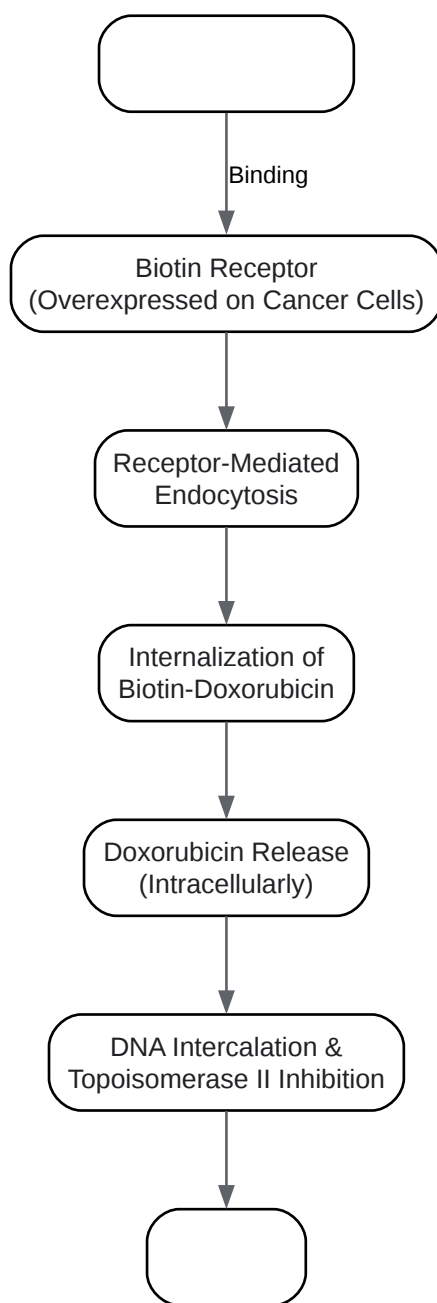 Binding
Biotin Receptor
(Overexpressed on Cancer Cells)
Receptor-Mediated
Endocytosis
Internalization of
Biotin-Doxorubicin
Doxorubicin Release
(Intracellularly)
DNA Intercalation &
Topoisomerase II Inhibition